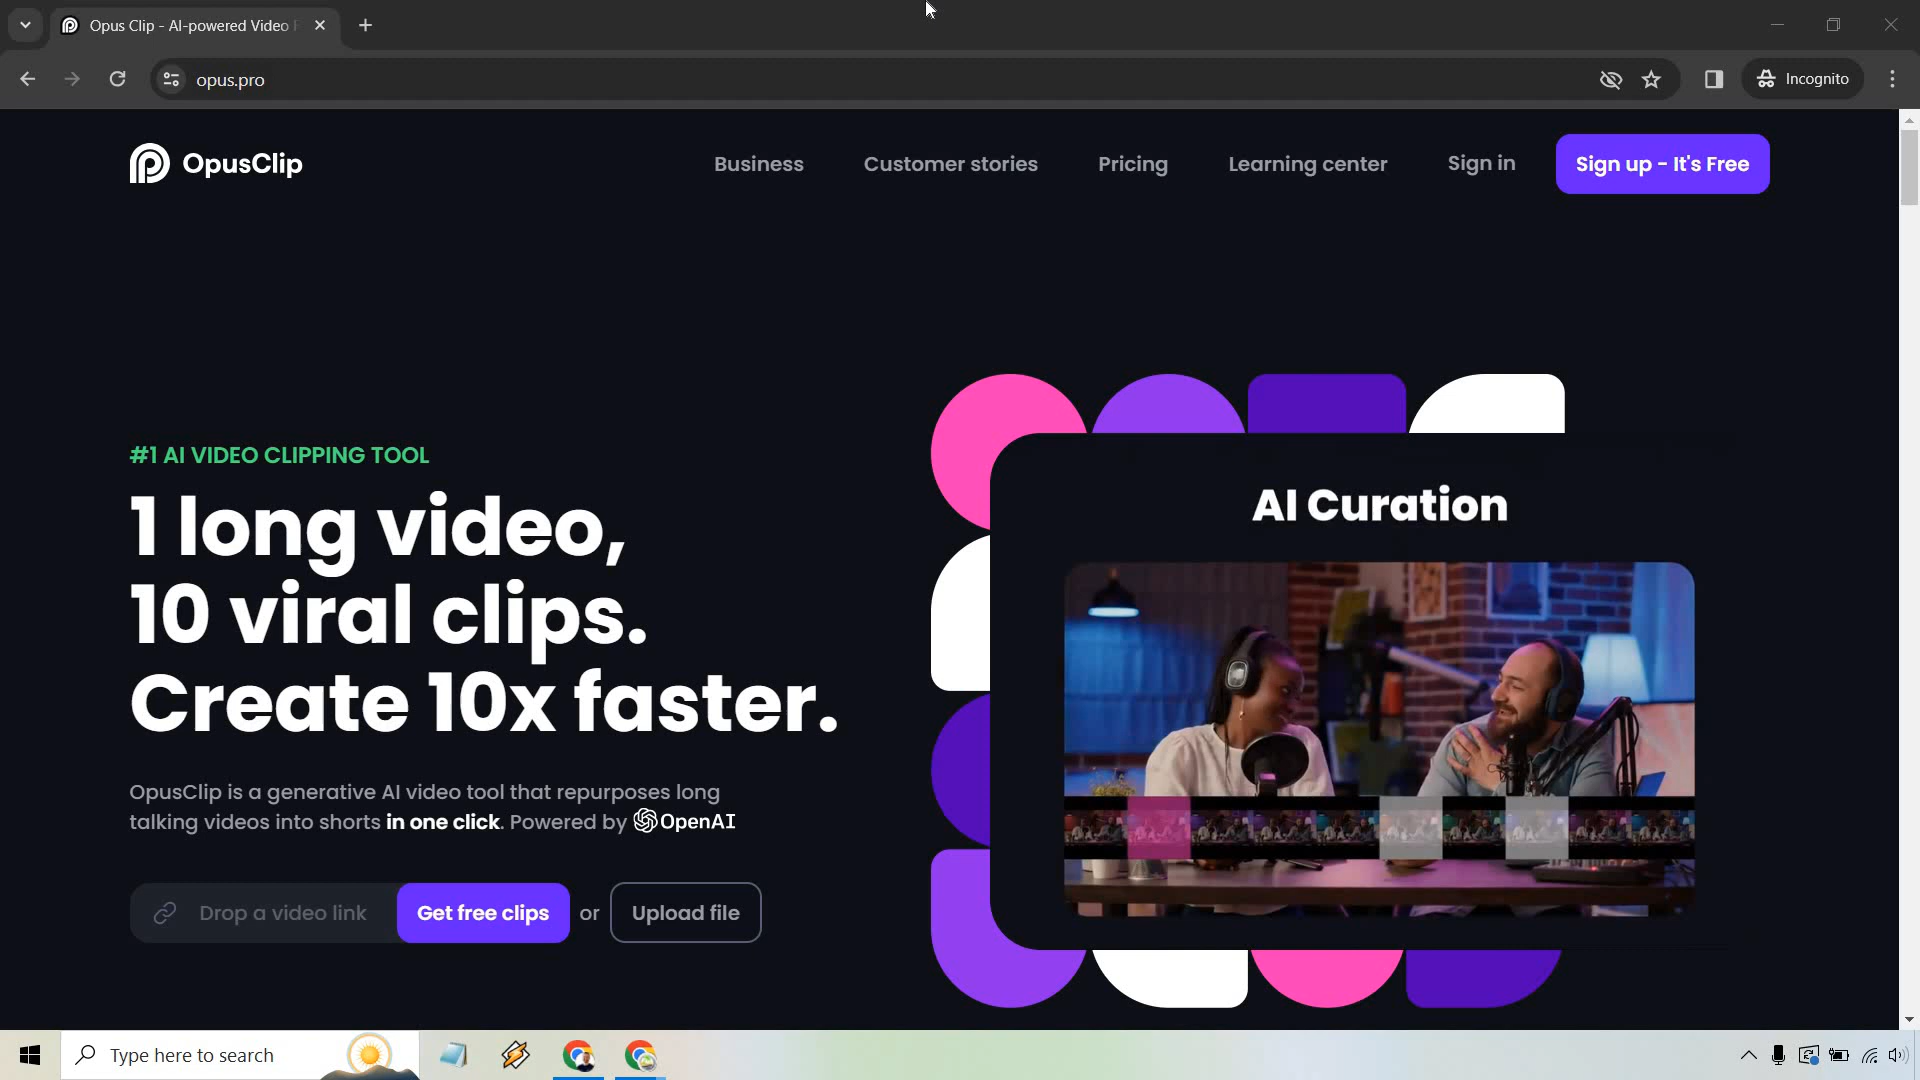 Opus Clip - AI-powered Video
opus.pro
Incognito
OpusClip
Business
Customer stories
Pricing
Learning center
Sign in
Sign up - It's Free
#1 AI VIDEO CLIPPING TOOL
1 long video,
10 viral clips.
Create 10x faster.
OpusClip is a generative AI video tool that repurposes long
talking videos into shorts in one click. Powered by OpenAI
Drop a video link
Get free clips
or
Upload file
AI Curation
Type here to search